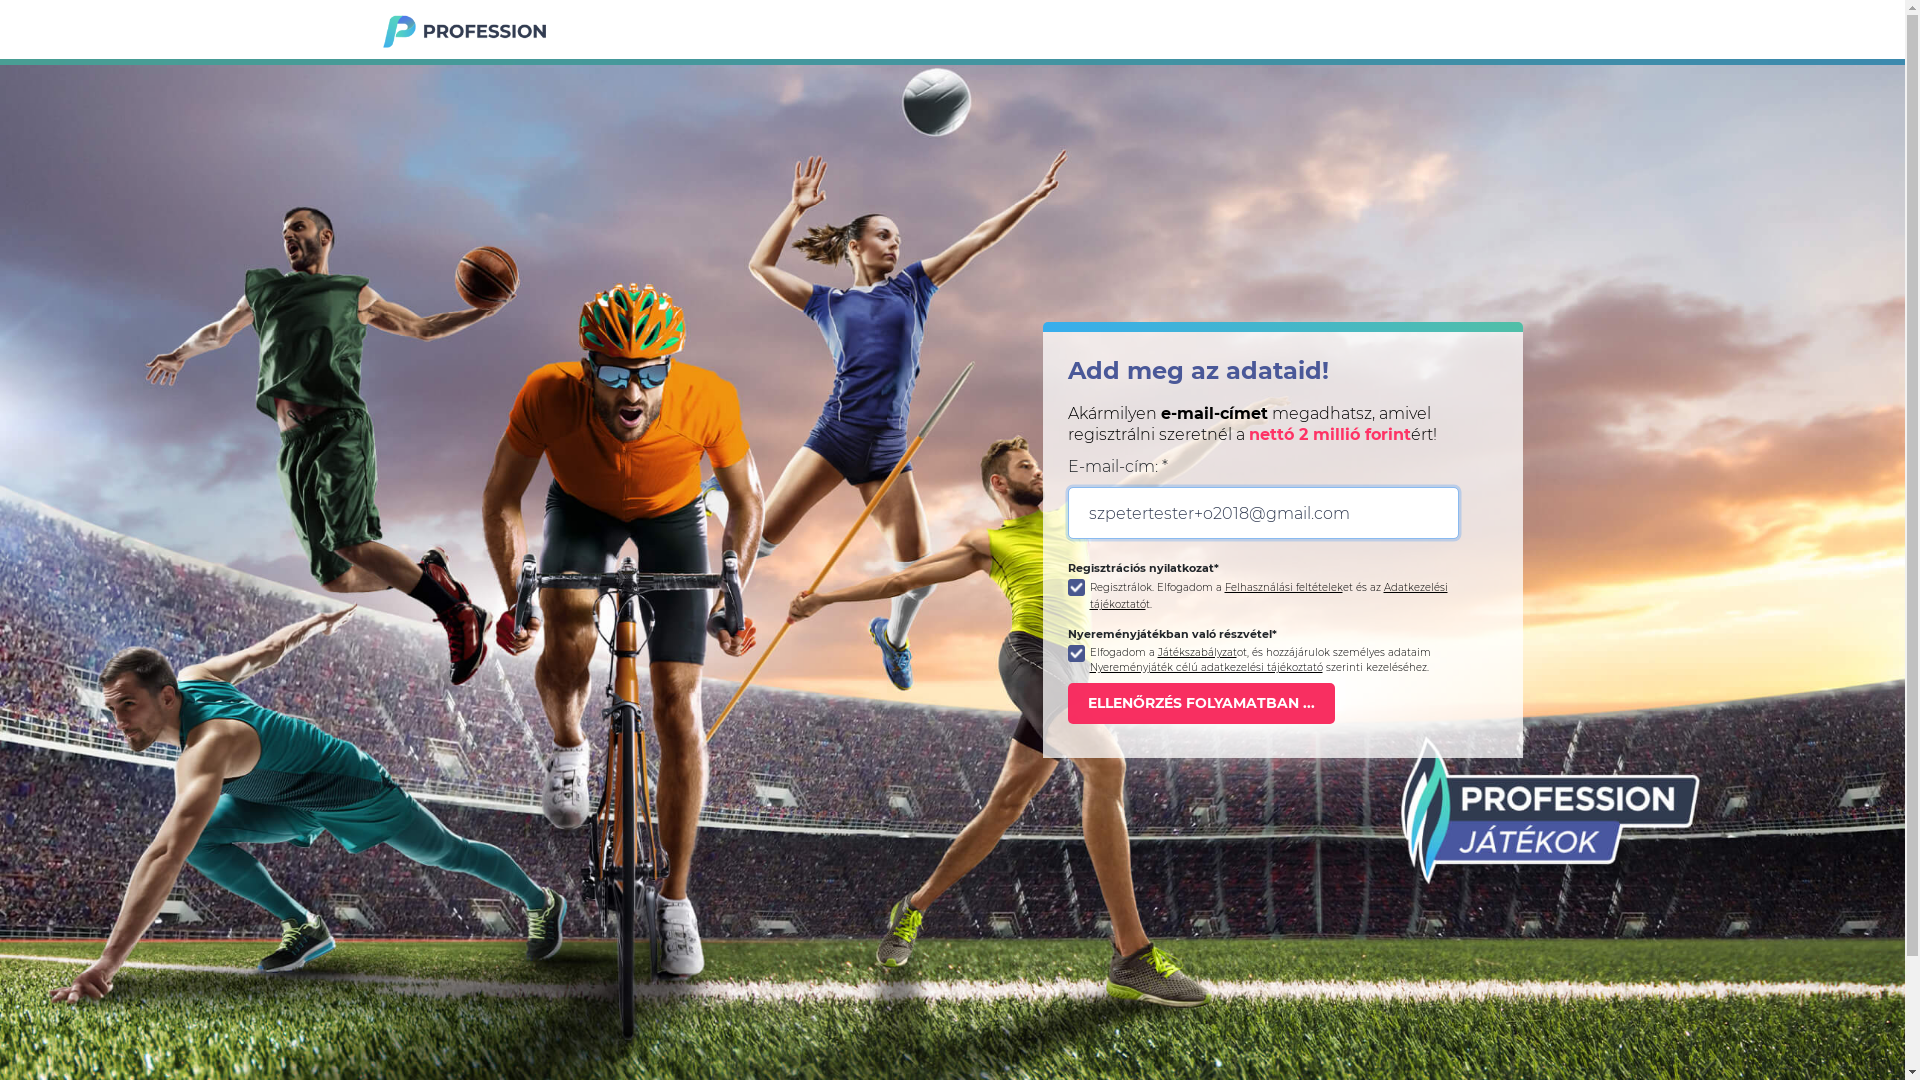 PROFESSION
Add meg az adataid!
Akármilyen e-mail-címet megadhatsz, amivel
regisztrálni szeretnél a nettó 2 millió forintért!
E-mail-cím: *
szpetertester+o2018@gmail.com
Regisztrációs nyilatkozat*
Regisztrálok. Elfogadom a Felhasználási feltételeket és az Adatkezelési
tájékoztatót.
Nyereményjátékban való részvétel*
Elfogadom a Játékszabályzatot, és hozzájárulok személyes adataim
Nyereményjáték célú adatkezelési tájékoztató szerinti kezeléséhez.
ELLENŐRZÉS FOLYAMATBAN ...
PROFESSION
JÁTÉKOK